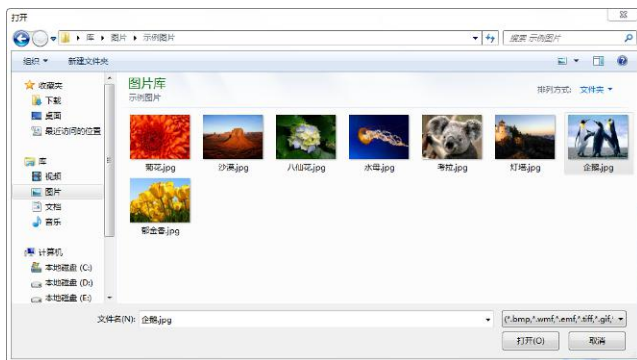 打开
库 ▸ 图片 ▸ 示例图片
搜索 示例图片
组织 新建文件夹
收藏夹
下载
桌面
最近访问的位置
库
视频
图片
文档
音乐
计算机
本地磁盘 (C:)
本地磁盘 (D:)
本地磁盘 (E:)
图片库
示例图片
排列方式: 文件夹
菊花.jpg 沙漠.jpg 八仙花.jpg 水母.jpg 考拉.jpg 灯塔.jpg 企鹅.jpg
郁金香.jpg
文件名(N): 企鹅.jpg (*.bmp,*.wmf,*.emf,*.tiff,*.gif,
打开(O) 取消